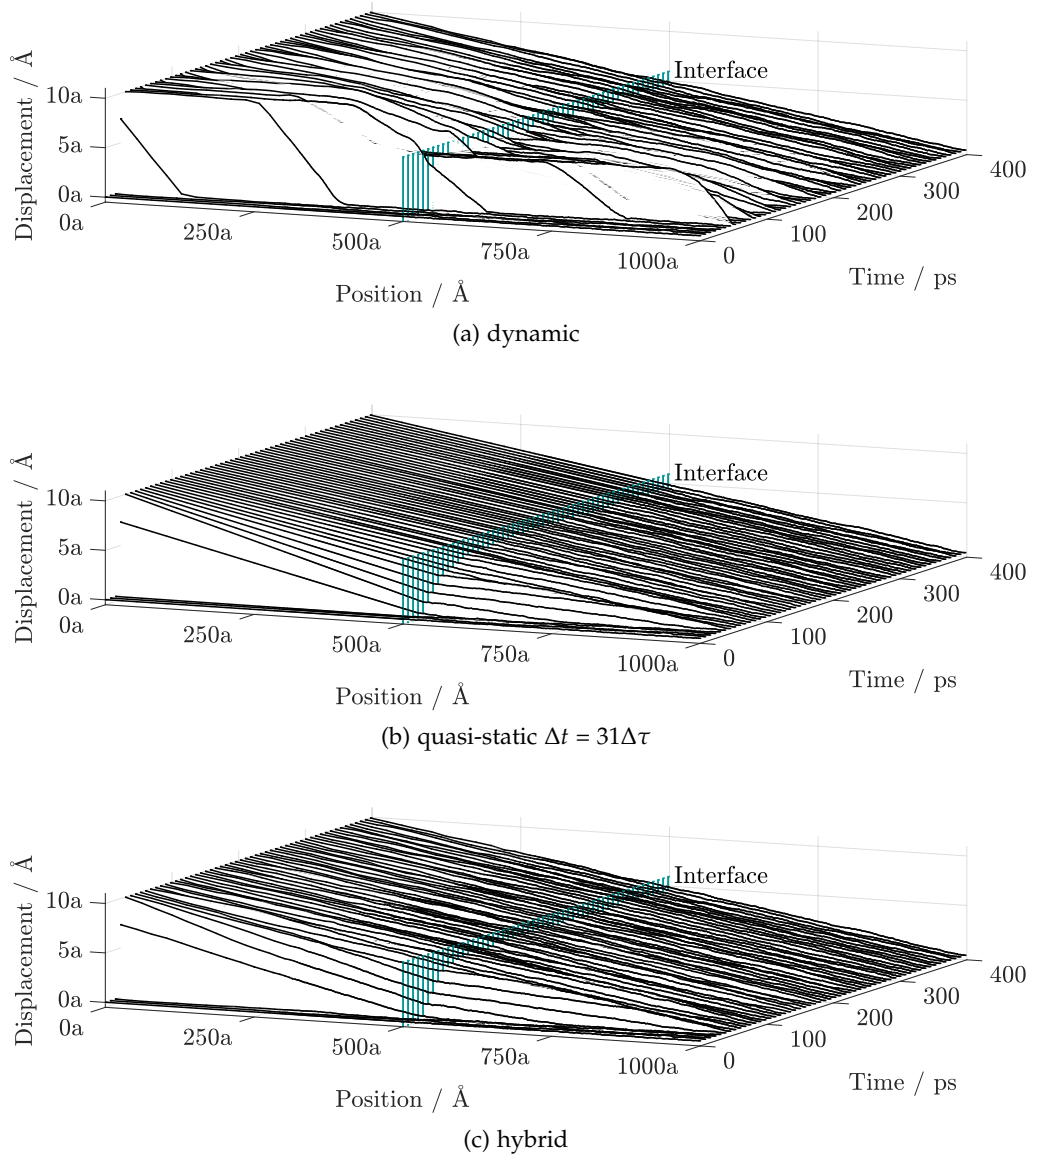 Displacement / Å
10a
5a
0a
0a
250a
500a
750a
1000a
0
100
200
300
400
Interface
Position / Å
Time / ps
(a) dynamic
Displacement / Å
10a
5a
0a
0a
250a
500a
750a
1000a
0
100
200
300
400
Interface
Position / Å
Time / ps
(b) quasi-static Δt = 31Δτ
Displacement / Å
10a
5a
0a
0a
250a
500a
750a
1000a
0
100
200
300
400
Interface
Position / Å
Time / ps
(c) hybrid